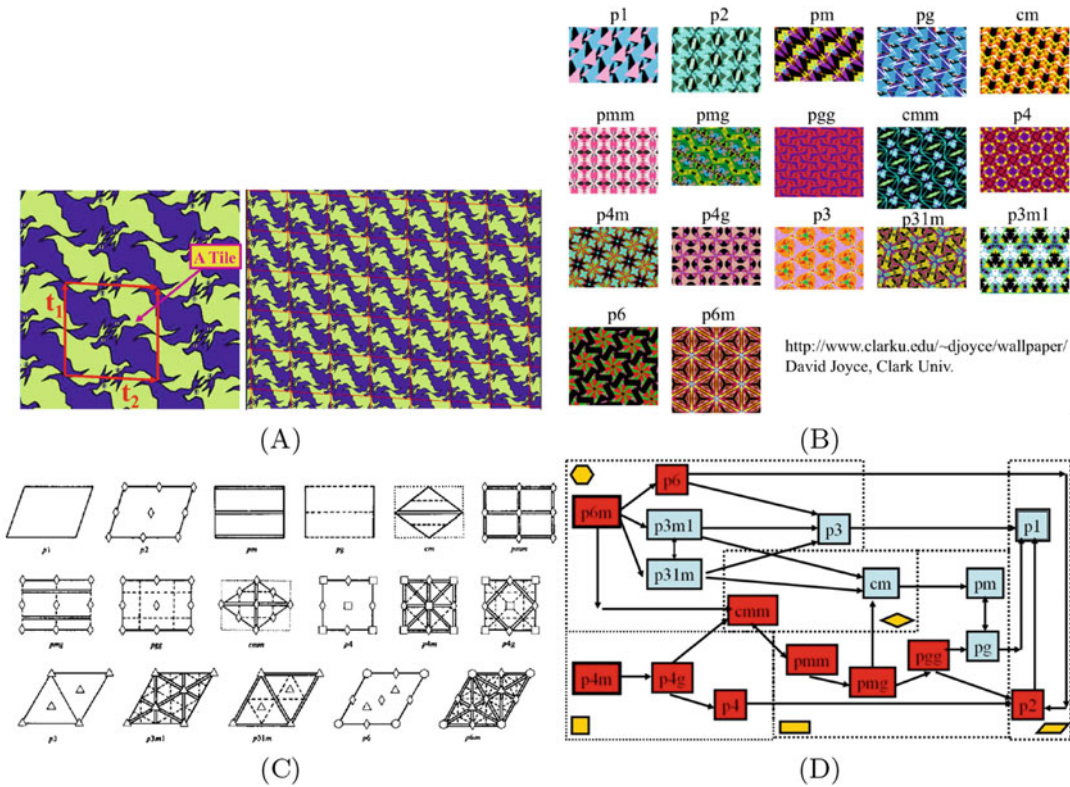 A Tile
t1
t2
(A)
p1 p2 pm pg cm
pmm pmg pgg cmm p4
p4m p4g p3 p31m p3m1
p6 p6m
http://www.clarku.edu/~djoyce/wallpaper/
David Joyce, Clark Univ.
(B)
p1 p2 pm pg cm pmm
pmg pgg cmm p4 p4m p4g
p3 p3m1 p31m p6 p6m
(C)
p6
p6m p3m1 p3 p1
p31m
cm pm
cmm
pmm pgg pg
p4m p4g pmg
p4 p2
(D)